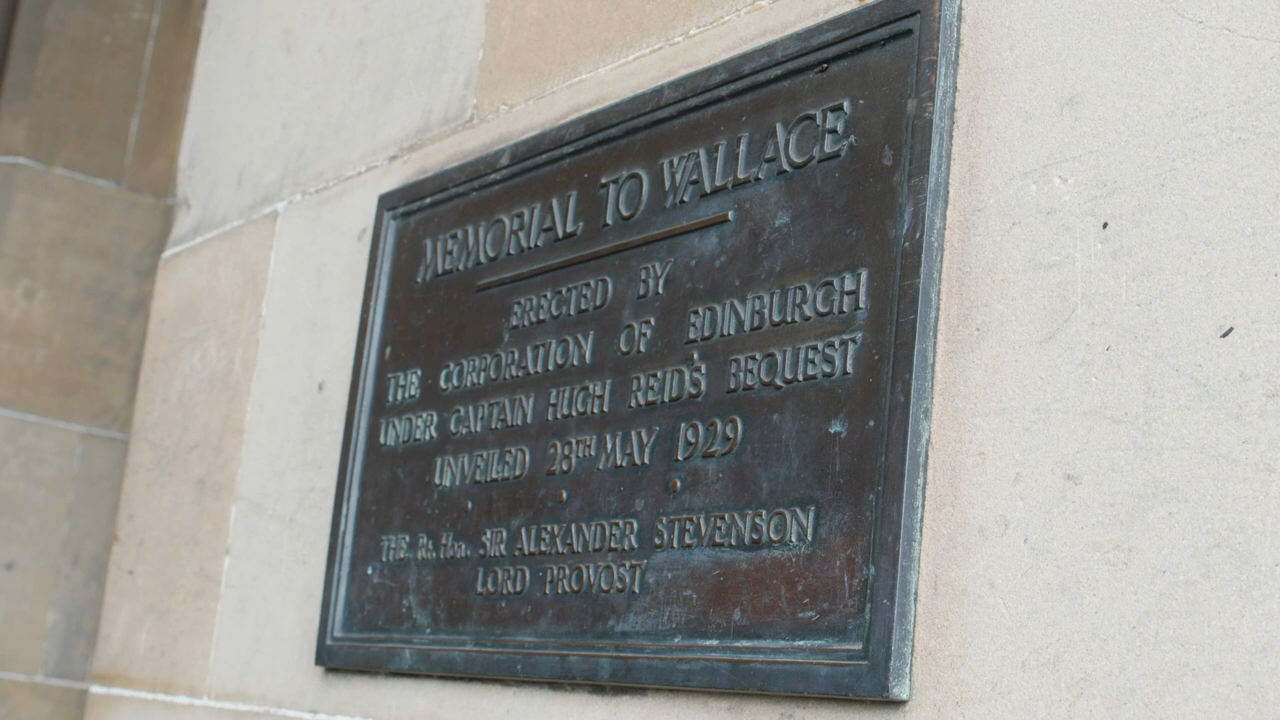 MEMORIAL TO WALLACE
ERECTED BY
THE CORPORATION OF EDINBURGH
UNDER CAPTAIN HUGH REID'S BEQUEST
UNVEILED 28TH MAY 1929
THE Rt. Hon. SIR ALEXANDER STEVENSON
LORD PROVOST